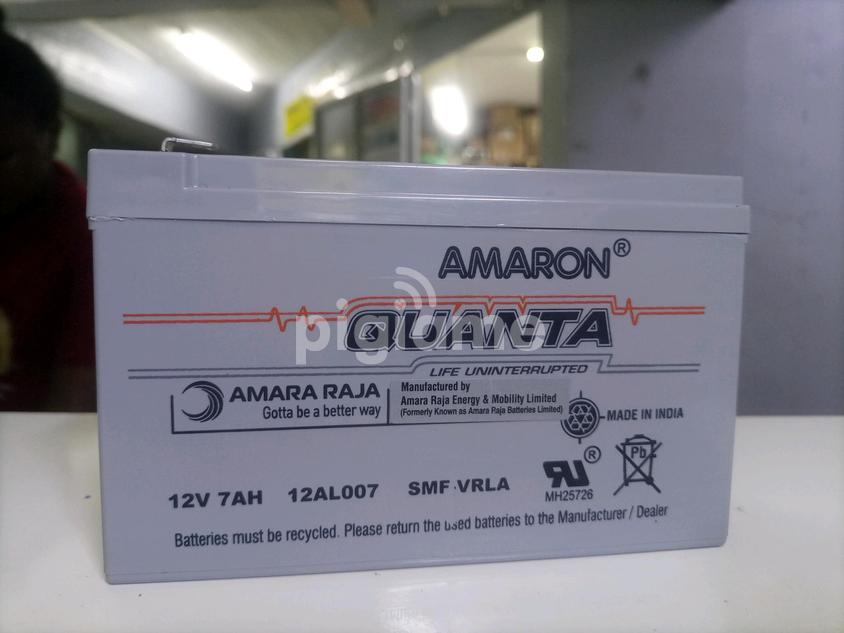 AMARON®
QUANTA
LIFE UNINTERRUPTED
AMARA RAJA
Gotta be a better way
Manufactured by
Amara Raja Energy & Mobility Limited
(Formerly Known as Amara Raja Batteries Limited)
MADE IN INDIA
12V 7AH 12AL007 SMF VRLA
RU®
MH25726
Pb
Batteries must be recycled. Please return the used batteries to the Manufacturer / Dealer